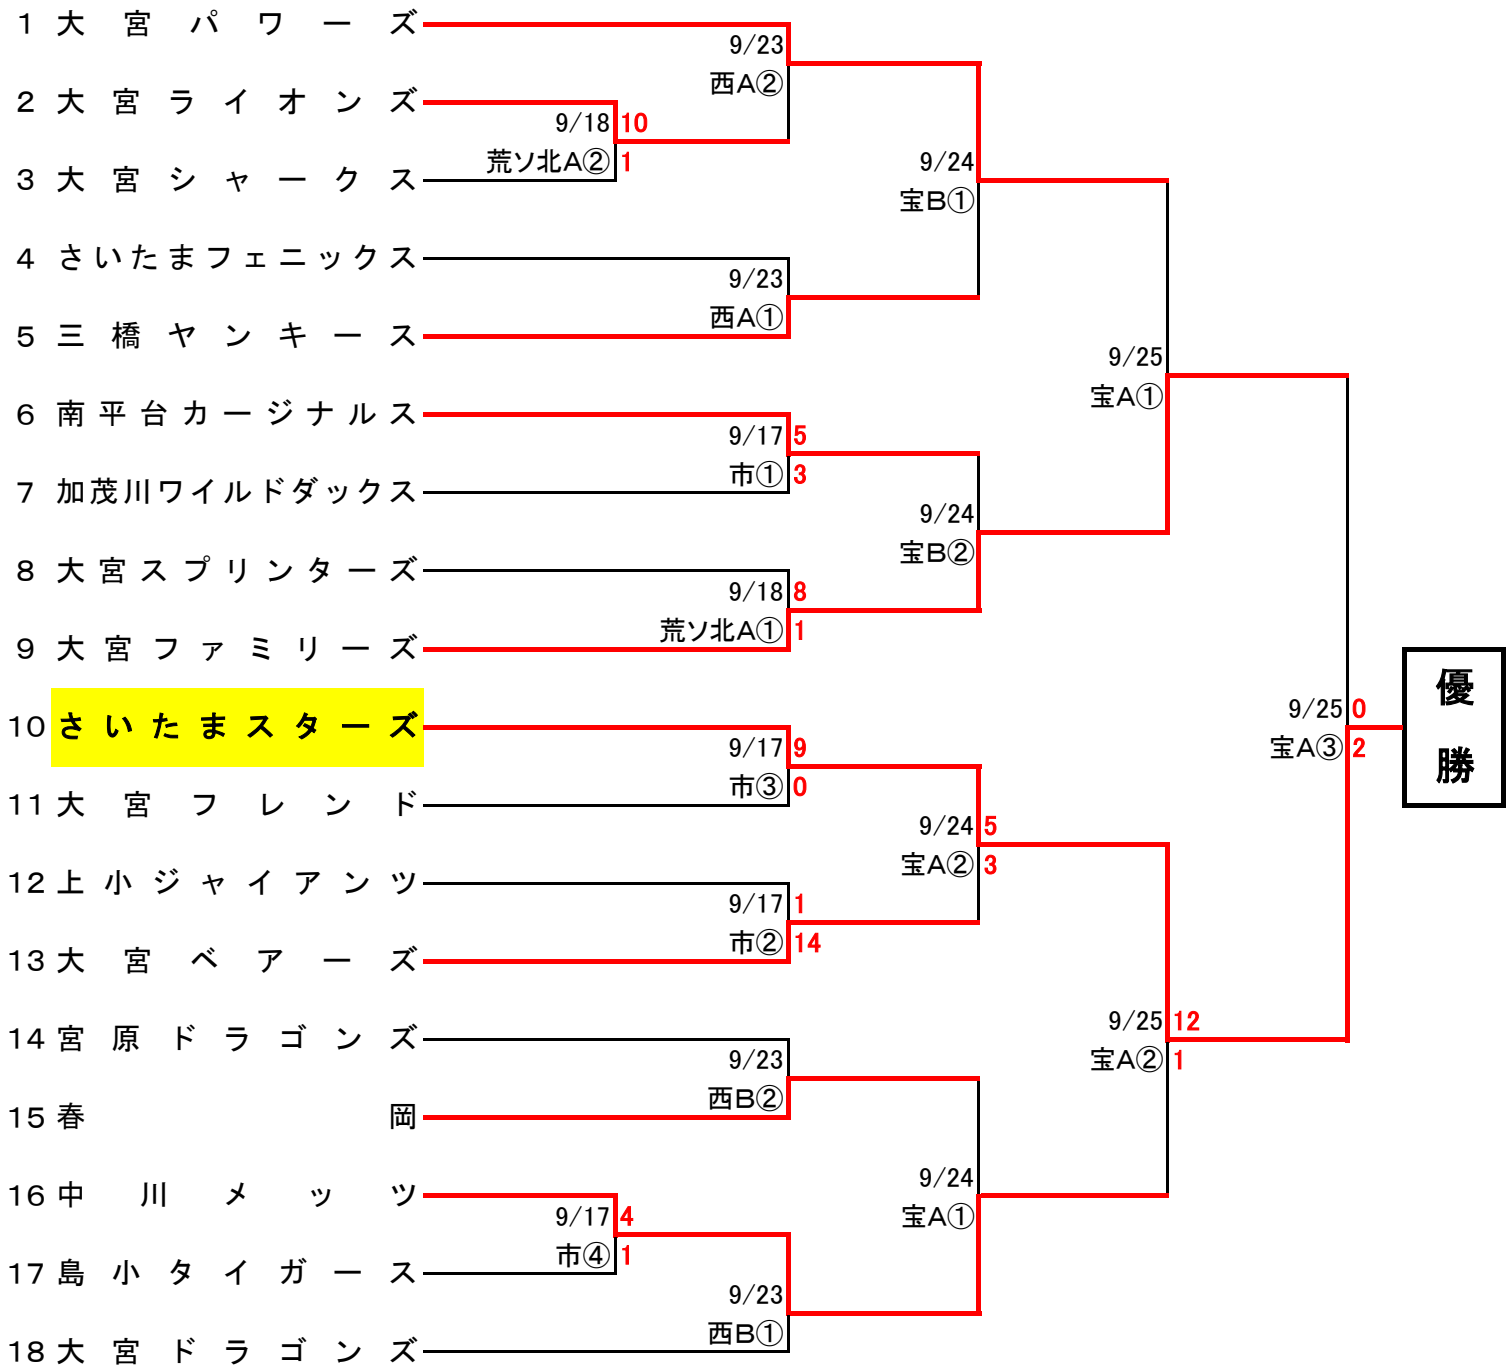 1 大宮パワーズ
9/23
西A②
2 大宮ライオンズ
9/18 10
荒ソ北A② 1
3 大宮シャークス
9/24
宝B①
4 さいたまフェニックス
9/23
西A①
5 三橋ヤンキース
9/25
宝A①
6 南平台カージナルス
9/17 5
市① 3
7 加茂川ワイルドダックス
9/24
宝B②
8 大宮スプリンターズ
9/18 8
荒ソ北A① 1
9 大宮ファミリーズ
優勝
9/25 0
宝A③ 2
10 さいたまスターズ
9/17 9
市③ 0
11 大宮フレンド
9/24 5
宝A② 3
12 上小ジャイアンツ
9/17 1
市② 14
13 大宮ベアーズ
9/25 12
宝A② 1
14 宮原ドラゴンズ
9/23
西B②
15 春岡
9/24
宝A①
16 中川メッツ
9/17 4
市④ 1
17 島小タイガース
9/23
西B①
18 大宮ドラゴンズ